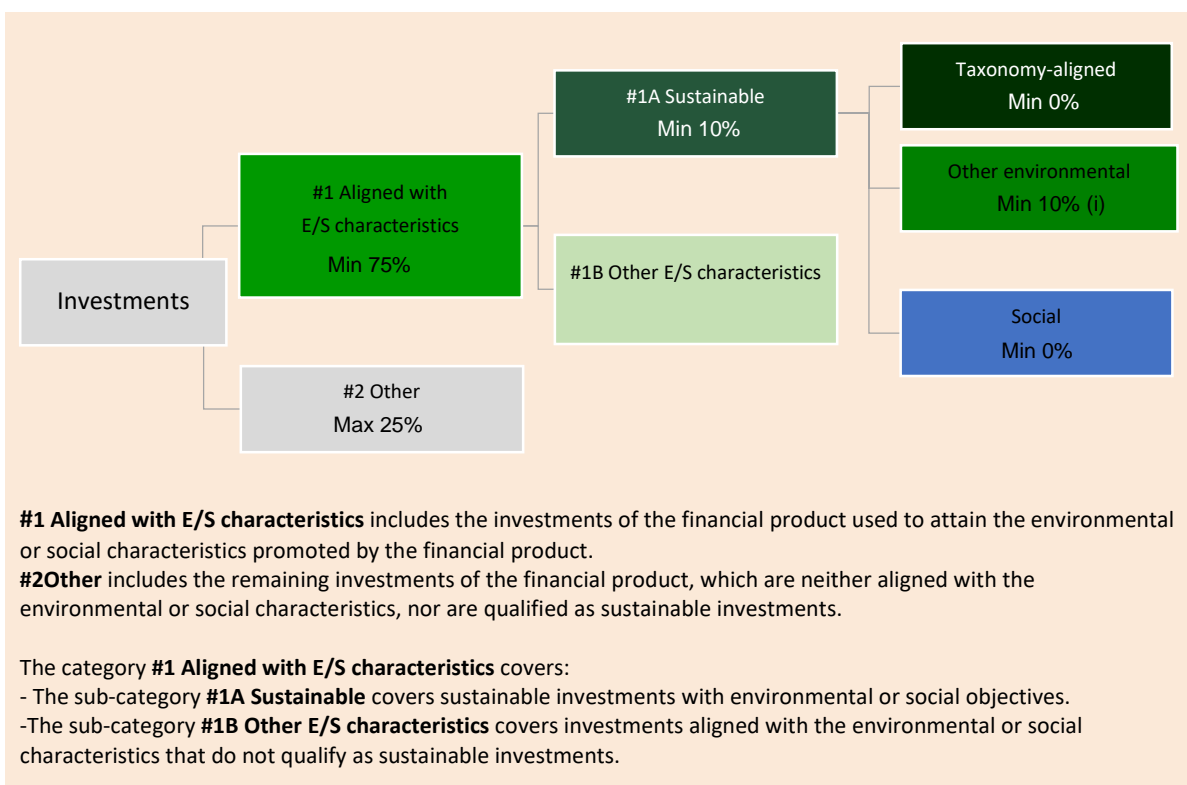 Investments
#1 Aligned with
E/S characteristics
Min 75%
#2 Other
Max 25%
#1A Sustainable
Min 10%
#1B Other E/S characteristics
Taxonomy-aligned
Min 0%
Other environmental
Min 10% (i)
Social
Min 0%
#1 Aligned with E/S characteristics includes the investments of the financial product used to attain the environmental
or social characteristics promoted by the financial product.
#2Other includes the remaining investments of the financial product, which are neither aligned with the
environmental or social characteristics, nor are qualified as sustainable investments.
The category #1 Aligned with E/S characteristics covers:
- The sub-category #1A Sustainable covers sustainable investments with environmental or social objectives.
-The sub-category #1B Other E/S characteristics covers investments aligned with the environmental or social
characteristics that do not qualify as sustainable investments.